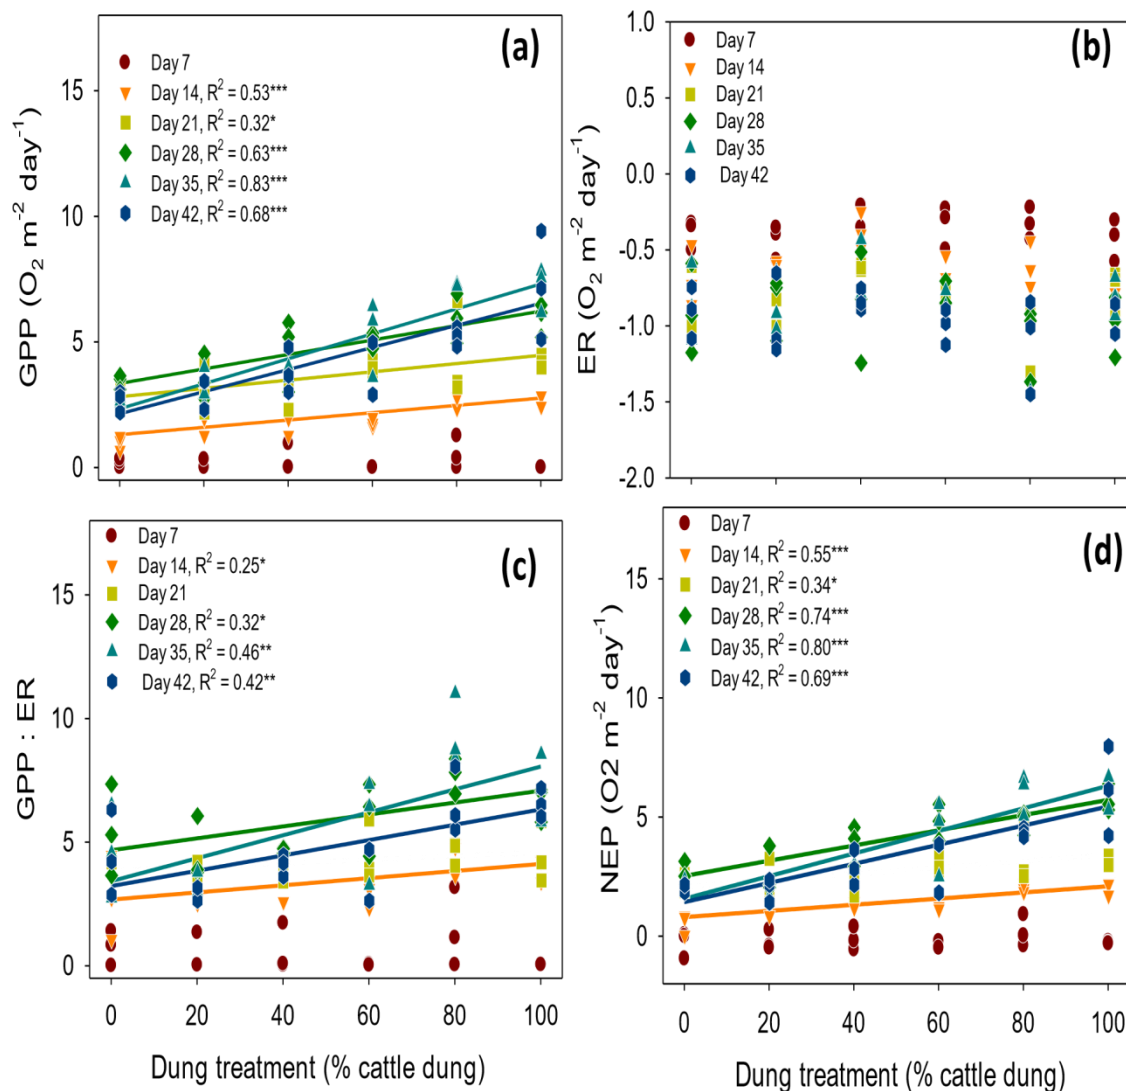 (a)
Day 7
Day 14, R² = 0.53***
Day 21, R² = 0.32*
Day 28, R² = 0.63***
Day 35, R² = 0.83***
Day 42, R² = 0.68***
15
10
5
0
GPP (O₂ m⁻² day⁻¹)
(b)
Day 7
Day 14
Day 21
Day 28
Day 35
Day 42
1.0
0.5
0.0
-0.5
-1.0
-1.5
-2.0
ER (O₂ m⁻² day⁻¹)
(c)
Day 7
Day 14, R² = 0.25*
Day 21
Day 28, R² = 0.32*
Day 35, R² = 0.46**
Day 42, R² = 0.42**
15
10
5
0
GPP : ER
0 20 40 60 80 100
Dung treatment (% cattle dung)
(d)
Day 7
Day 14, R² = 0.55***
Day 21, R² = 0.34*
Day 28, R² = 0.74***
Day 35, R² = 0.80***
Day 42, R² = 0.69***
15
10
5
0
NEP (O2 m⁻² day⁻¹)
0 20 40 60 80 100
Dung treatment (% cattle dung)